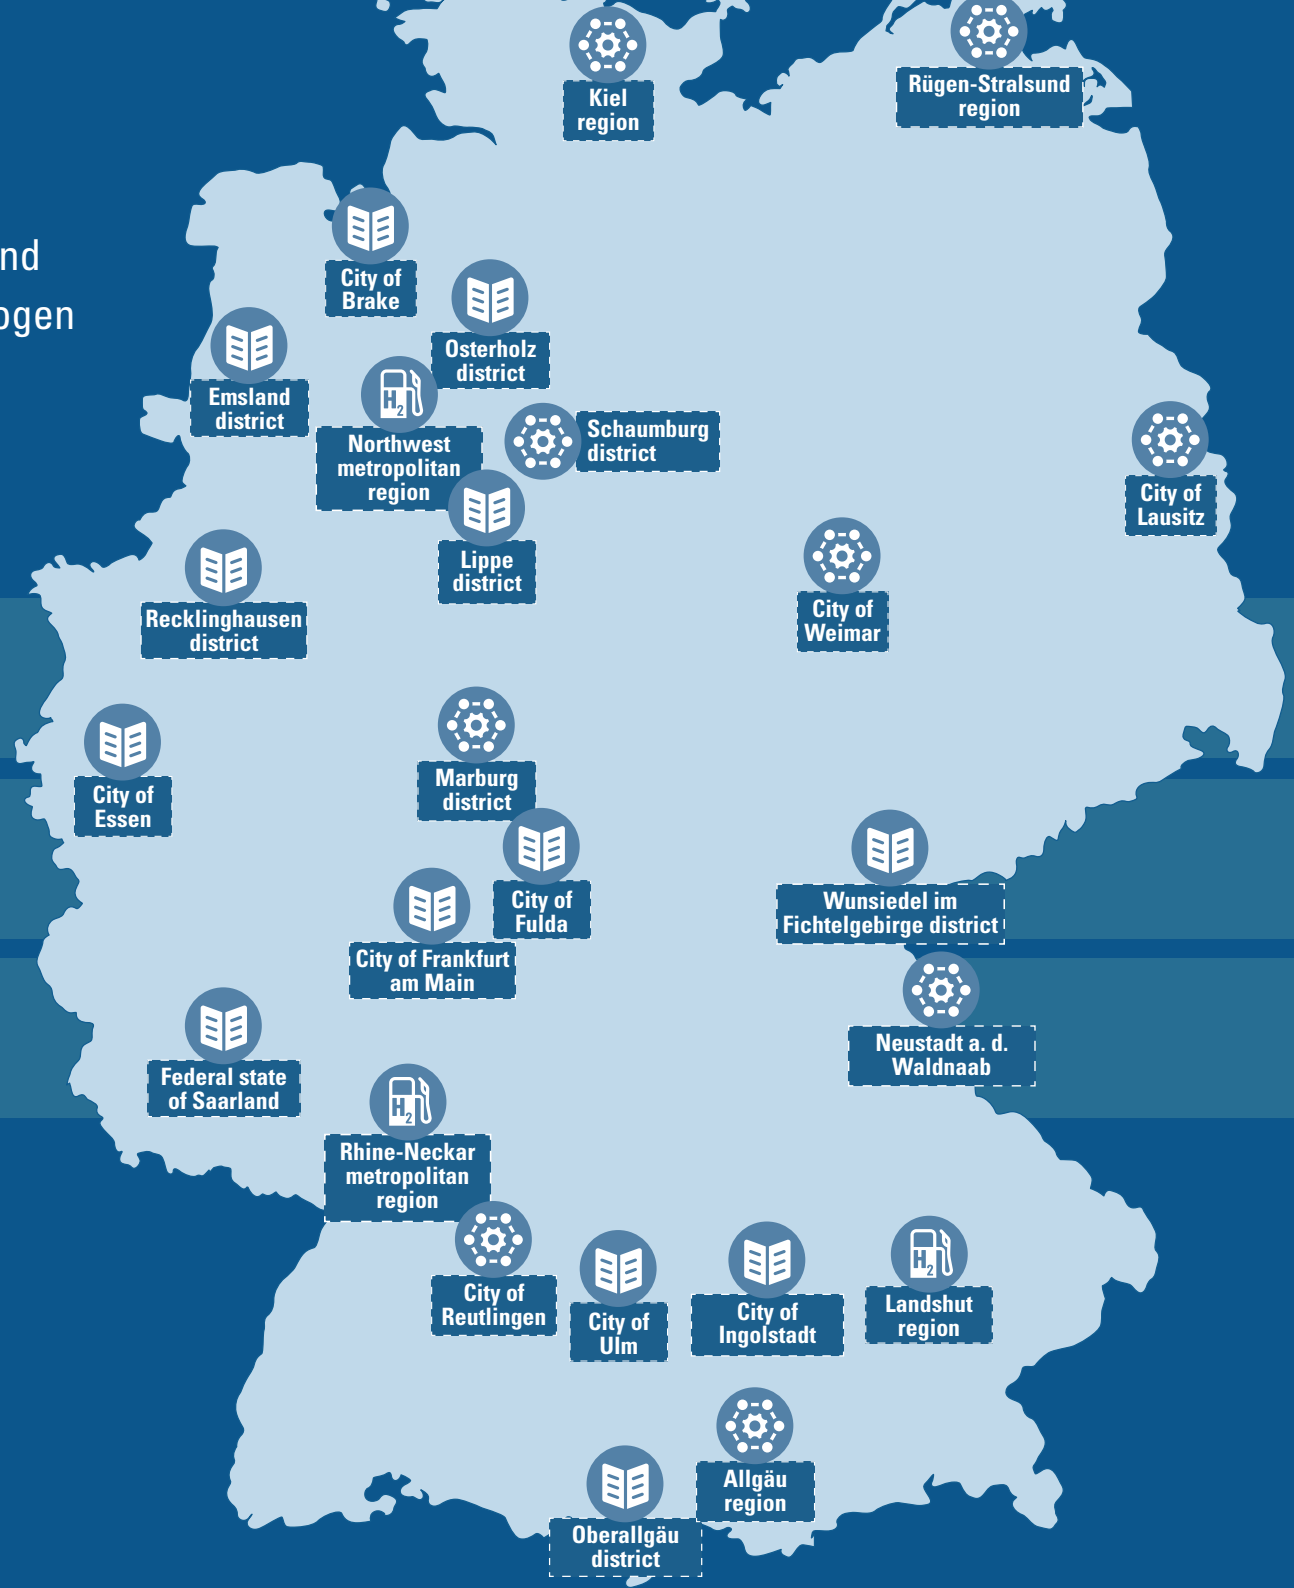 Kiel
region
Rügen-Stralsund
region
nd
ogen
City of
Brake
Osterholz
district
Emsland
district
H2
Northwest
metropolitan
region
Schaumburg
district
City of
Lausitz
Lippe
district
City of
Weimar
Recklinghausen
district
Marburg
district
City of
Essen
City of
Fulda
Wunsiedel im
Fichtelgebirge district
City of Frankfurt
am Main
Neustadt a. d.
Waldnaab
Federal state
of Saarland
H2
Rhine-Neckar
metropolitan
region
City of
Reutlingen
City of
Ulm
City of
Ingolstadt
H2
Landshut
region
Allgäu
region
Oberallgäu
district